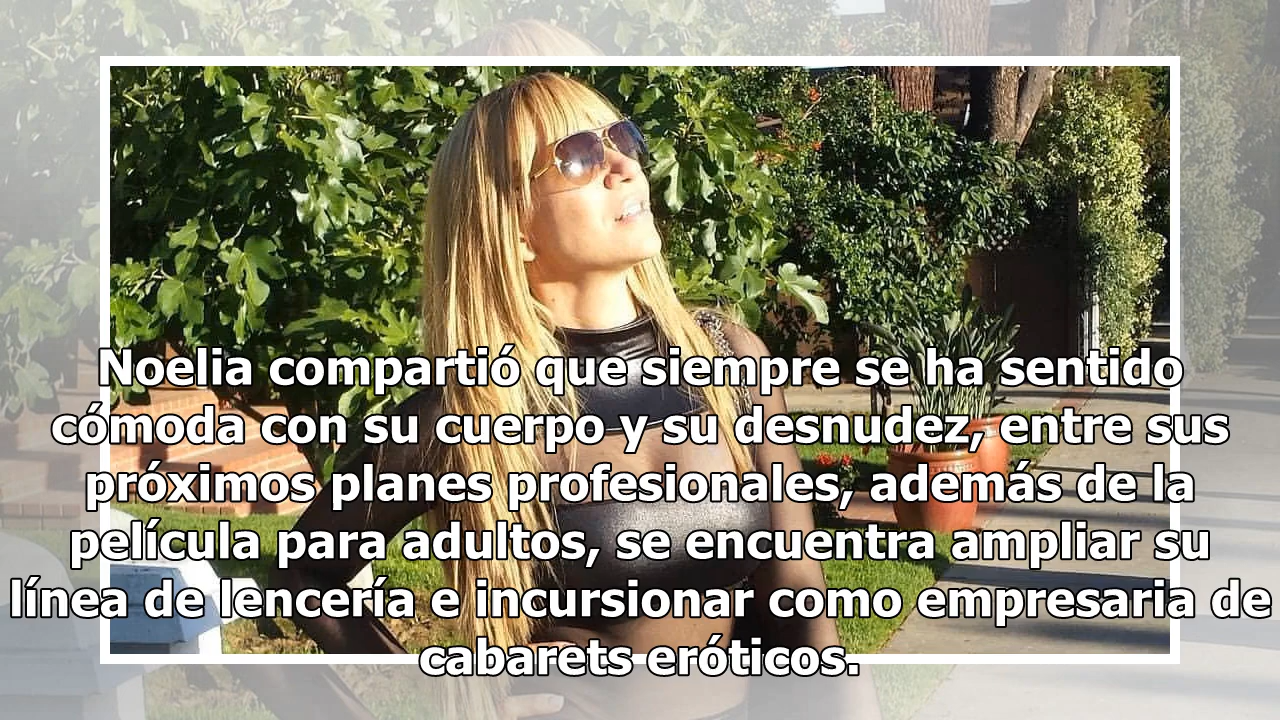 Noelia compartió que siempre se ha sentido
cómoda con su cuerpo y su desnudez, entre sus
próximos planes profesionales, además de la
película para adultos, se encuentra ampliar su
línea de lencería e incursionar como empresaria de
cabarets eróticos.